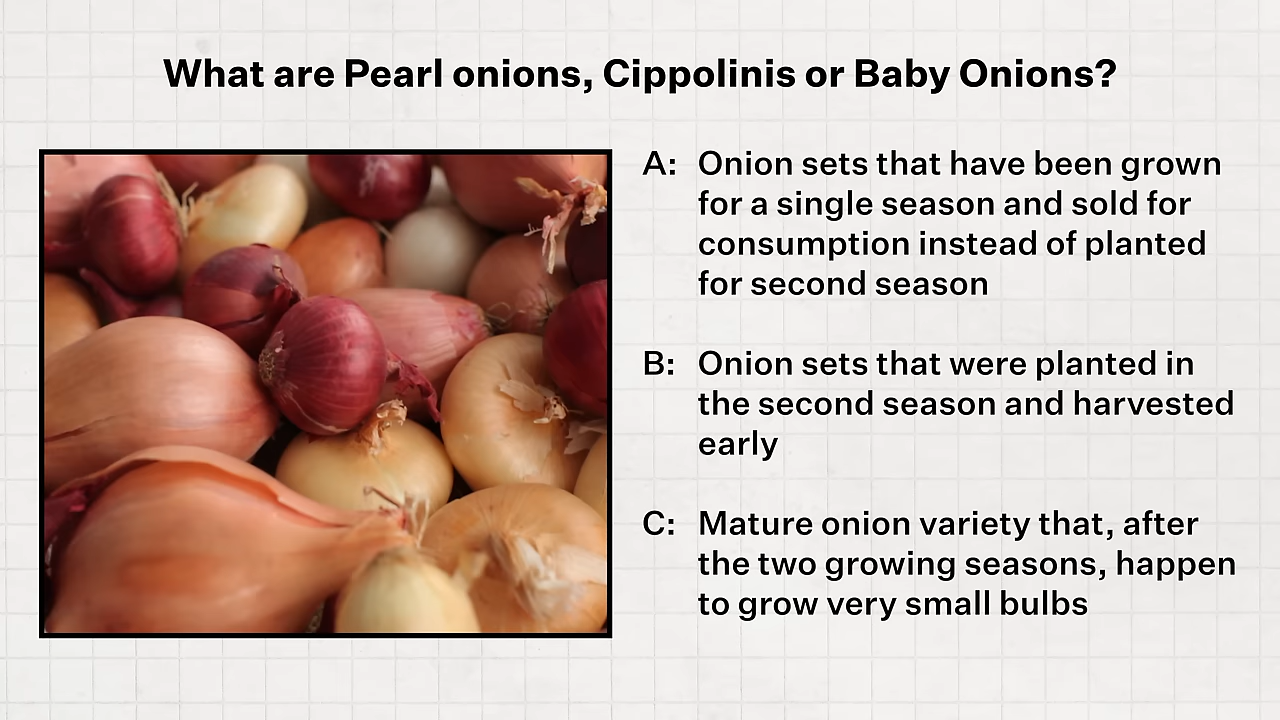 What are Pearl onions, Cippolinis or Baby Onions?
A: Onion sets that have been grown
for a single season and sold for
consumption instead of planted
for second season
B: Onion sets that were planted in
the second season and harvested
early
C: Mature onion variety that, after
the two growing seasons, happen
to grow very small bulbs